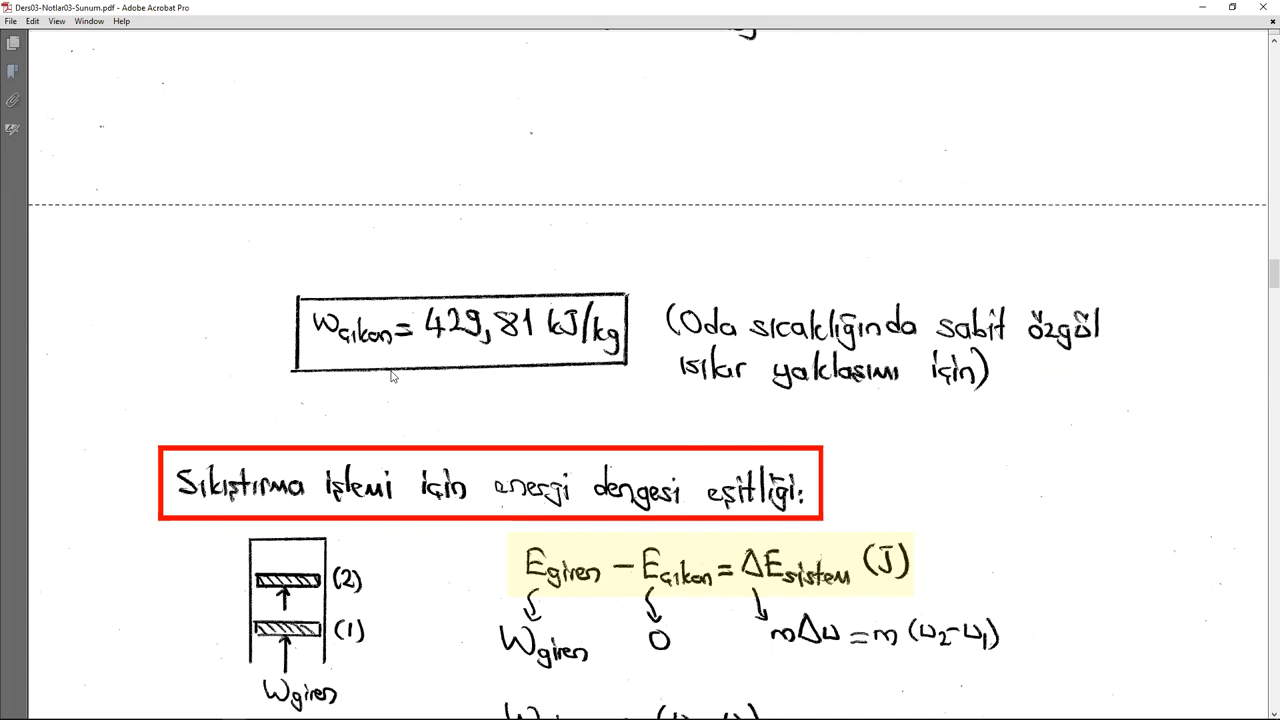 Ders03-Notlar03-Sunum.pdf - Adobe Acrobat Pro
File Edit View Window Help
wçıkan = 429,81 kJ/kg
(Oda sıcaklığında sabit özgül
ısılar yaklaşımı için)
Sıkıştırma işlemi için enerji dengesi eşitliği:
Egiren - Eçıkan = ΔEsistem (J)
Wgiren 0 mΔu = m (u2-u1)
(2)
(1)
Wgiren